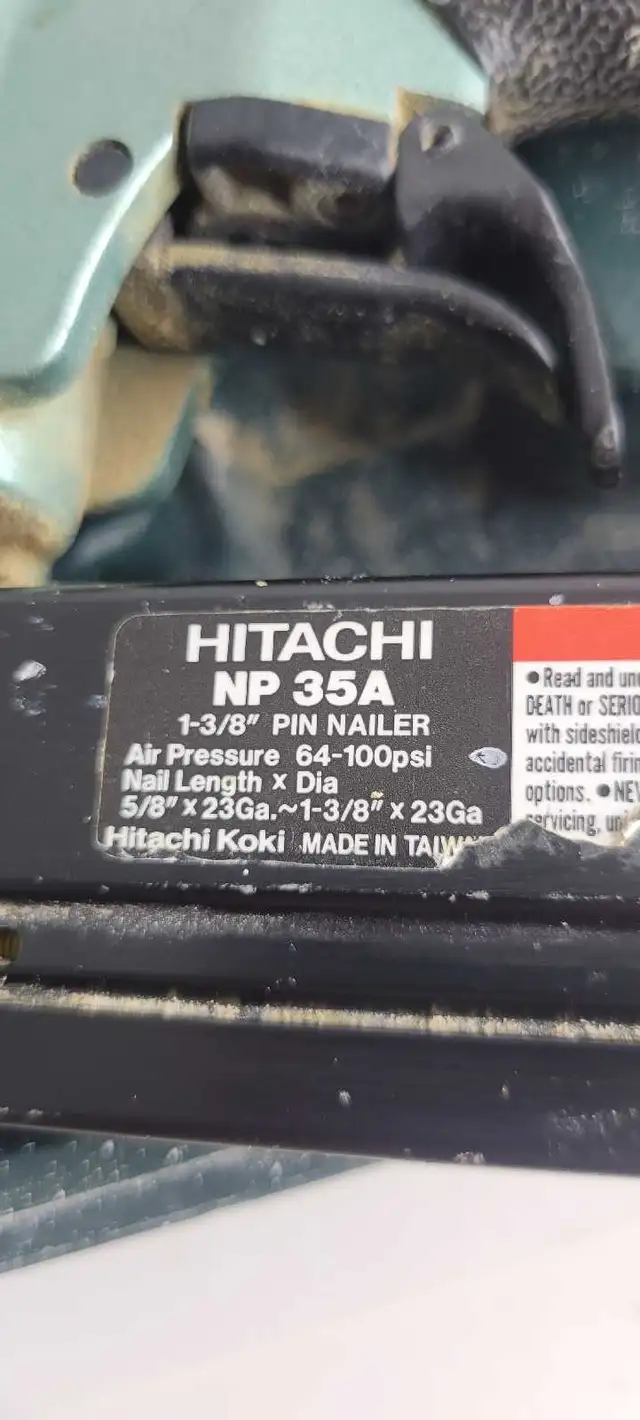 HITACHI
NP 35A
1-3/8" PIN NAILER
Air Pressure 64-100psi
Nail Length x Dia
5/8" x 23Ga.~1-3/8" x 23Ga
Hitachi Koki MADE IN
•Read and
DEATH or
with
accidental
options. •
servicing,